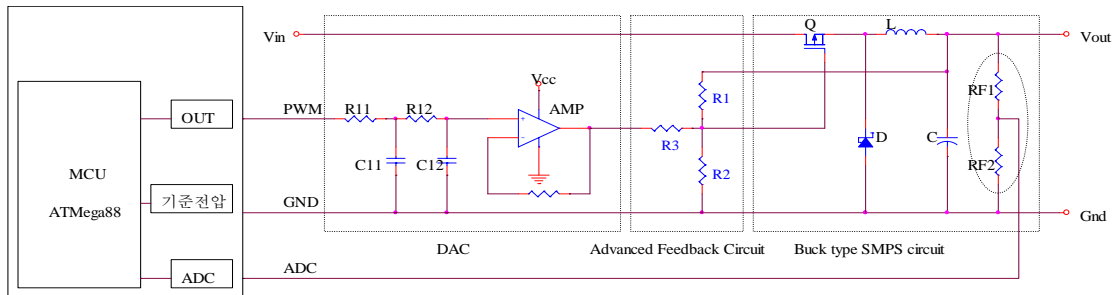 Vin
Q
L
Vout
Vcc
AMP
R1
RF1
OUT
PWM
R11
R12
R3
C11
C12
R2
D
C
RF2
MCU
ATMega88
기준전압
GND
Gnd
DAC
Advanced Feedback Circuit
Buck type SMPS circuit
ADC
ADC